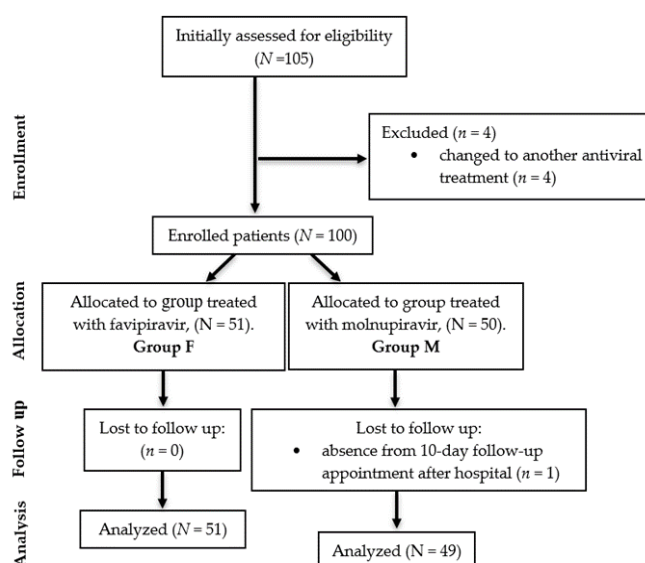 Initially assessed for eligibility
(N =105)
Enrollment
Excluded (n = 4)
• changed to another antiviral
treatment (n = 4)
Enrolled patients (N = 100)
Allocation
Allocated to group treated
with favipiravir, (N = 51).
Group F
Allocated to group treated
with molnupiravir, (N = 50).
Group M
Follow up
Lost to follow up:
(n = 0)
Lost to follow up:
• absence from 10-day follow-up
appointment after hospital (n = 1)
Analysis
Analyzed (N = 51)
Analyzed (N = 49)